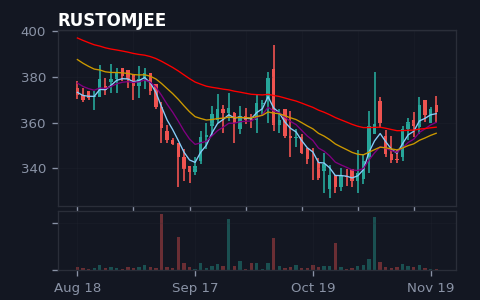 RUSTOMJEE
400
380
360
340
Aug 18
Sep 17
Oct 19
Nov 19